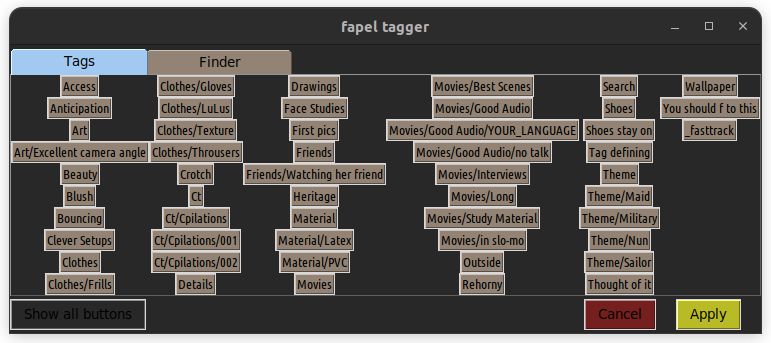 fapel tagger
Tags
Finder
Access
Anticipation
Art
Art/Excellent camera angle
Beauty
Blush
Bouncing
Clever Setups
Clothes
Clothes/Frills
Clothes/Gloves
Clothes/LuLus
Clothes/Texture
Clothes/Throusers
Crotch
Ct
Ct/Cpilations
Ct/Cpilations/001
Ct/Cpilations/002
Details
Drawings
Face Studies
First pics
Friends
Friends/Watching her friend
Heritage
Material
Material/Latex
Material/PVC
Movies
Movies/Best Scenes
Movies/Good Audio
Movies/Good Audio/YOUR_LANGUAGE
Movies/Good Audio/no talk
Movies/Interviews
Movies/Long
Movies/Study Material
Movies/in slo-mo
Outside
Rehorny
Search
Shoes
Shoes stay on
Tag defining
Theme
Theme/Maid
Theme/Military
Theme/Nun
Theme/Sailor
Thought of it
Wallpaper
You should f to this
_fasttrack
Show all buttons
Cancel
Apply